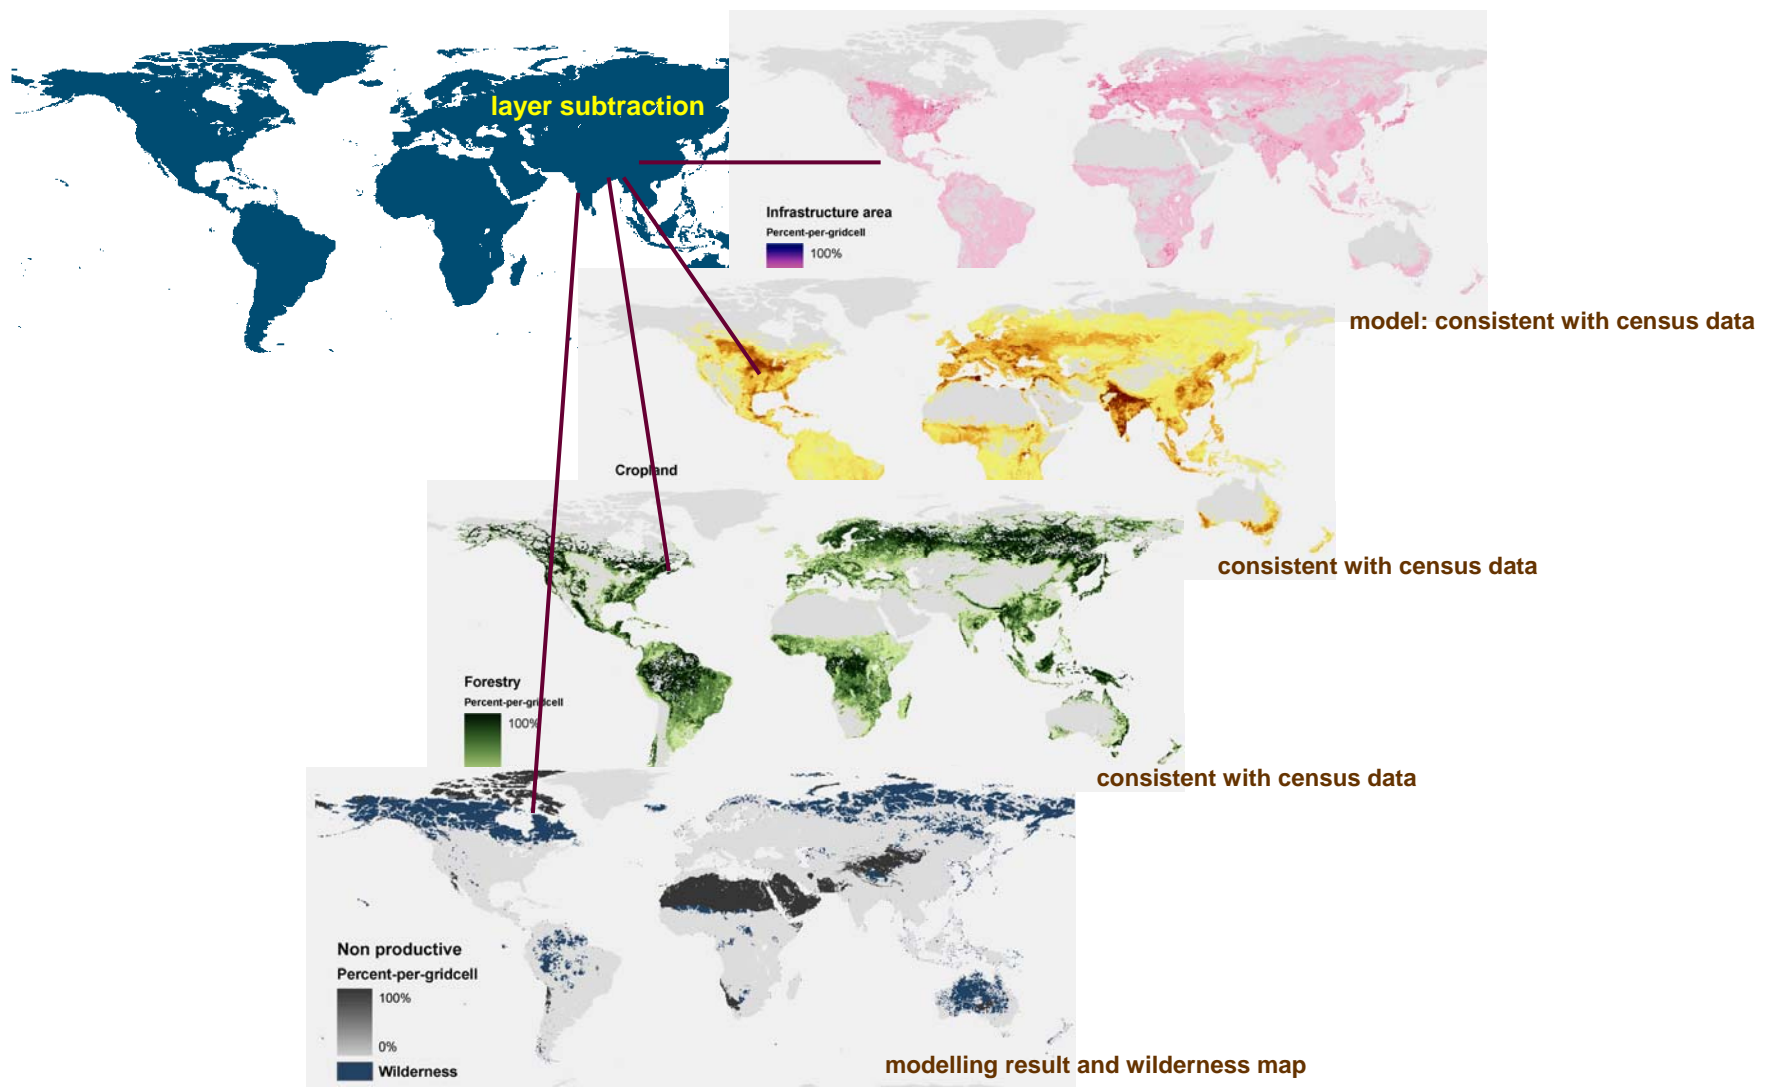 layer subtraction
Infrastructure area
Percent-per-gridcell
100%
model: consistent with census data
Cropland
consistent with census data
Forestry
Percent-per-gridcell
100%
consistent with census data
Non productive
Percent-per-gridcell
100%
0%
Wilderness
modelling result and wilderness map